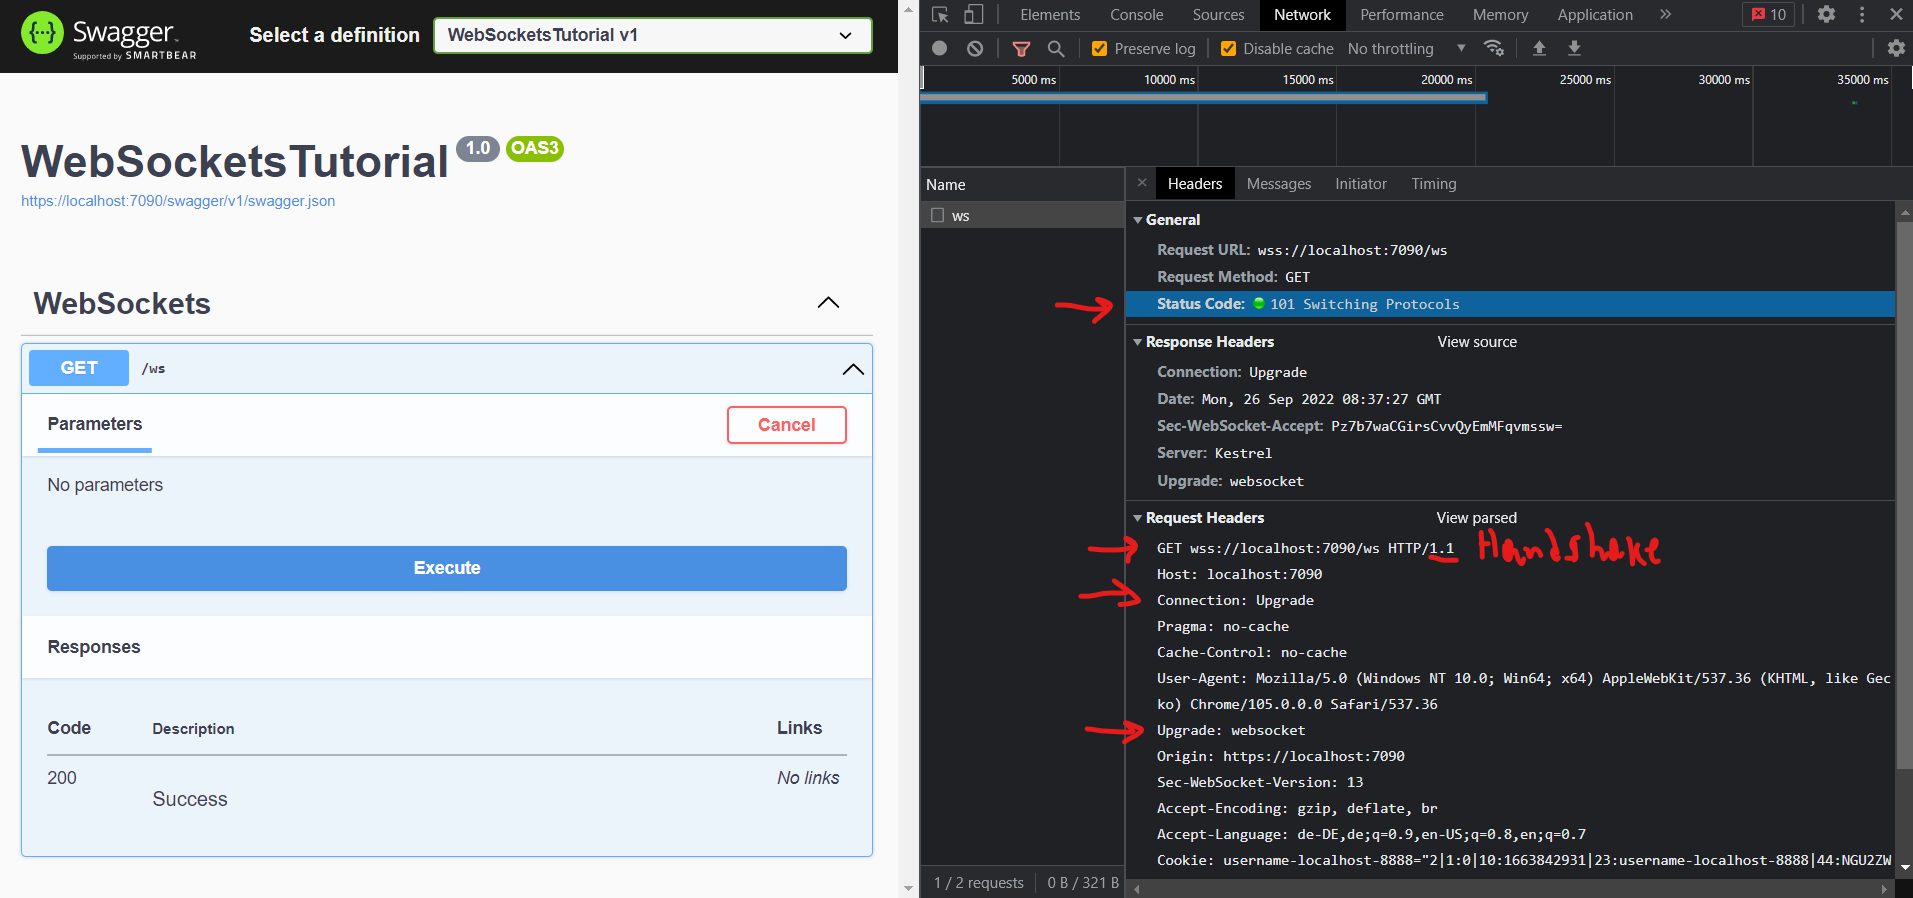 Swagger
Supported by SMARTBEAR
Select a definition
WebSocketsTutorial v1
WebSocketsTutorial 1.0 OAS3
https://localhost:7090/swagger/v1/swagger.json
WebSockets
GET /ws
Parameters
Cancel
No parameters
Execute
Responses
Code Description Links
200 Success No links
Elements Console Sources Network Performance Memory Application » 10
Preserve log Disable cache No throttling
5000 ms 10000 ms 15000 ms 20000 ms 25000 ms 30000 ms 35000 ms
Name
ws
1 / 2 requests 0 B / 321 B
Headers Messages Initiator Timing
General
Request URL: wss://localhost:7090/ws
Request Method: GET
Status Code: 101 Switching Protocols
Response Headers View source
Connection: Upgrade
Date: Mon, 26 Sep 2022 08:37:27 GMT
Sec-WebSocket-Accept: Pz7b7waCGirsCvvQyEmMFqvmssw=
Server: Kestrel
Upgrade: websocket
Request Headers View parsed
GET wss://localhost:7090/ws HTTP/1.1 Handshake
Host: localhost:7090
Connection: Upgrade
Pragma: no-cache
Cache-Control: no-cache
User-Agent: Mozilla/5.0 (Windows NT 10.0; Win64; x64) AppleWebKit/537.36 (KHTML, like Gec
ko) Chrome/105.0.0.0 Safari/537.36
Upgrade: websocket
Origin: https://localhost:7090
Sec-WebSocket-Version: 13
Accept-Encoding: gzip, deflate, br
Accept-Language: de-DE,de;q=0.9,en-US;q=0.8,en;q=0.7
Cookie: username-localhost-8888="2|1:0|10:1663842931|23:username-localhost-8888|44:NGU2ZW